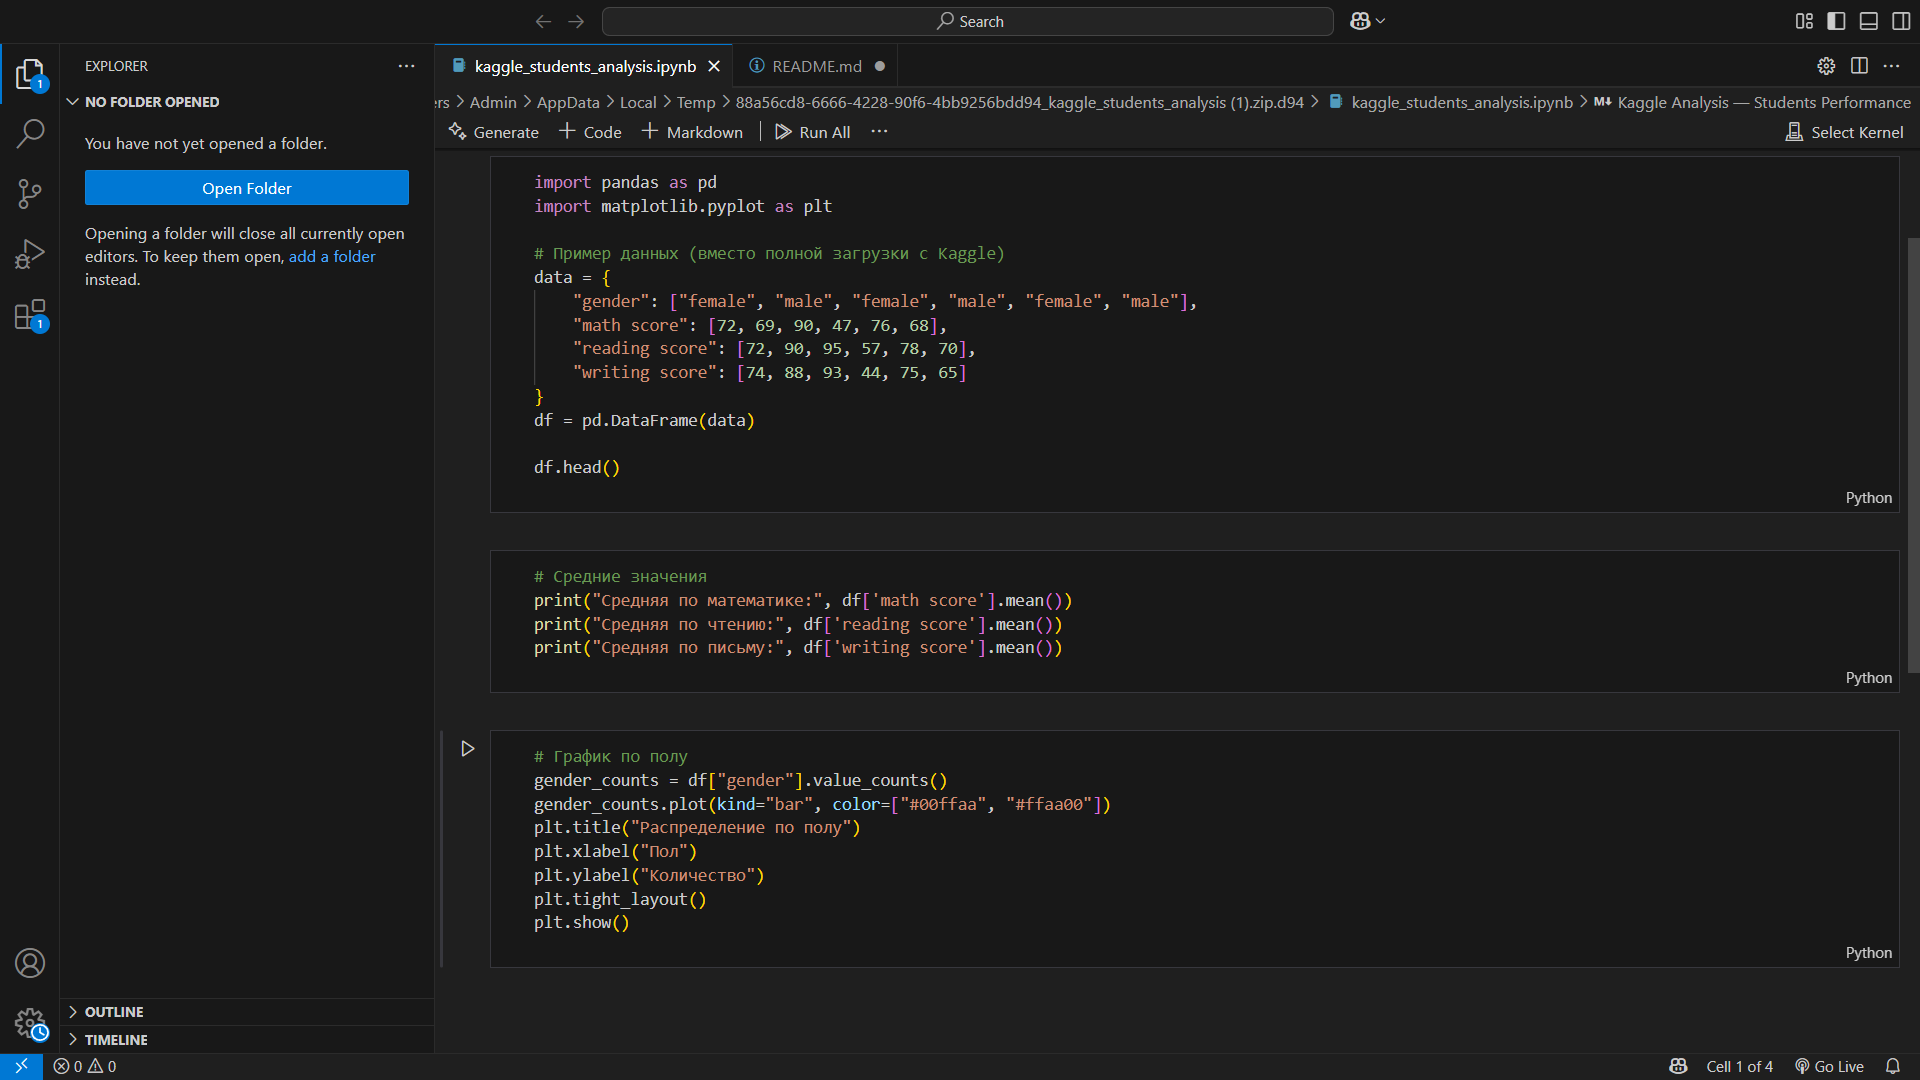 Search
EXPLORER
NO FOLDER OPENED
You have not yet opened a folder.
Open Folder
Opening a folder will close all currently open
editors. To keep them open, add a folder
instead.
OUTLINE
TIMELINE
kaggle_students_analysis.ipynb
README.md
ers > Admin > AppData > Local > Temp > 88a56cd8-6666-4228-90f6-4bb9256bdd94_kaggle_students_analysis (1).zip.d94 > kaggle_students_analysis.ipynb > M↓ Kaggle Analysis — Students Performance
Generate + Code + Markdown | Run All ...
Select Kernel
import pandas as pd
import matplotlib.pyplot as plt
# Пример данных (вместо полной загрузки с Kaggle)
data = {
"gender": ["female", "male", "female", "male", "female", "male"],
"math score": [72, 69, 90, 47, 76, 68],
"reading score": [72, 90, 95, 57, 78, 70],
"writing score": [74, 88, 93, 44, 75, 65]
}
df = pd.DataFrame(data)
df.head()
Python
# Средние значения
print("Средняя по математике:", df['math score'].mean())
print("Средняя по чтению:", df['reading score'].mean())
print("Средняя по письму:", df['writing score'].mean())
Python
# График по полу
gender_counts = df["gender"].value_counts()
gender_counts.plot(kind="bar", color=["#00ffaa", "#ffaa00"])
plt.title("Распределение по полу")
plt.xlabel("Пол")
plt.ylabel("Количество")
plt.tight_layout()
plt.show()
Python
1
1
0 0
Cell 1 of 4
Go Live